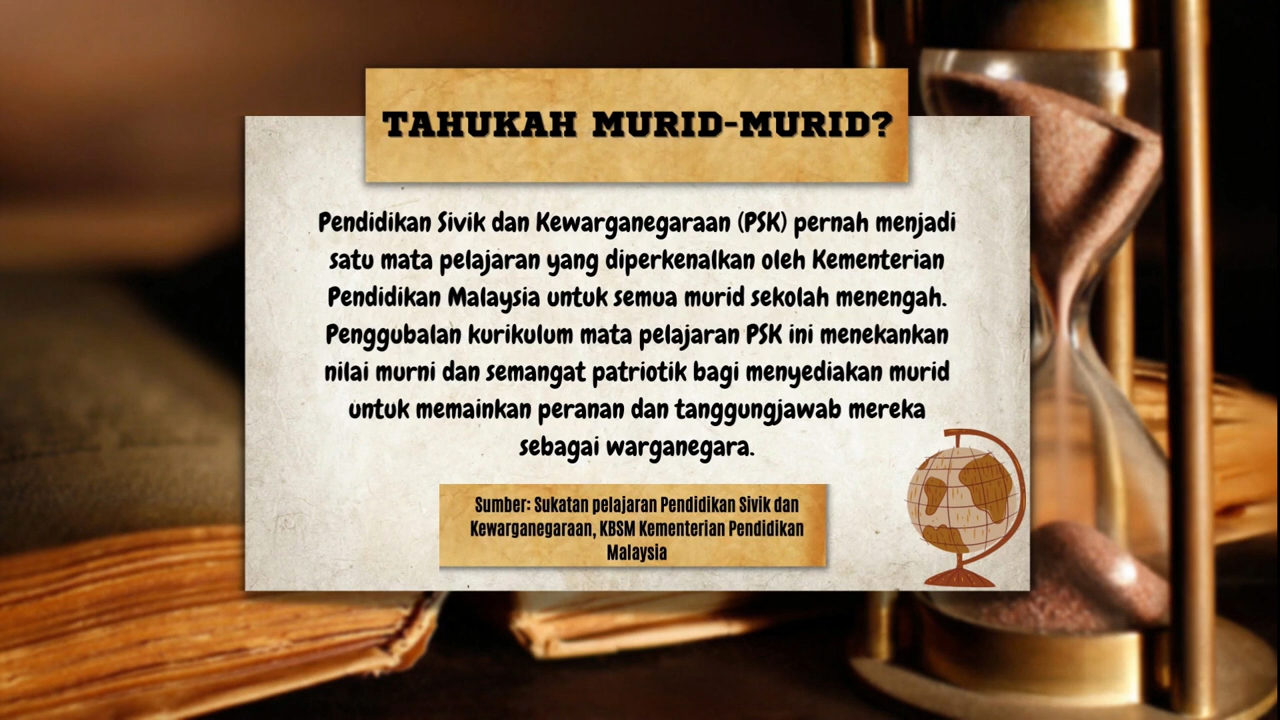 TAHUKAH MURID-MURID?
Pendidikan Sivik dan Kewarganegaraan (PSK) pernah menjadi
satu mata pelajaran yang diperkenalkan oleh Kementerian
Pendidikan Malaysia untuk semua murid sekolah menengah.
Penggubalan kurikulum mata pelajaran PSK ini menekankan
nilai murni dan semangat patriotik bagi menyediakan murid
untuk memainkan peranan dan tanggungjawab mereka
sebagai warganegara.
Sumber: Sukatan pelajaran Pendidikan Sivik dan
Kewarganegaraan, KBSM Kementerian Pendidikan
Malaysia